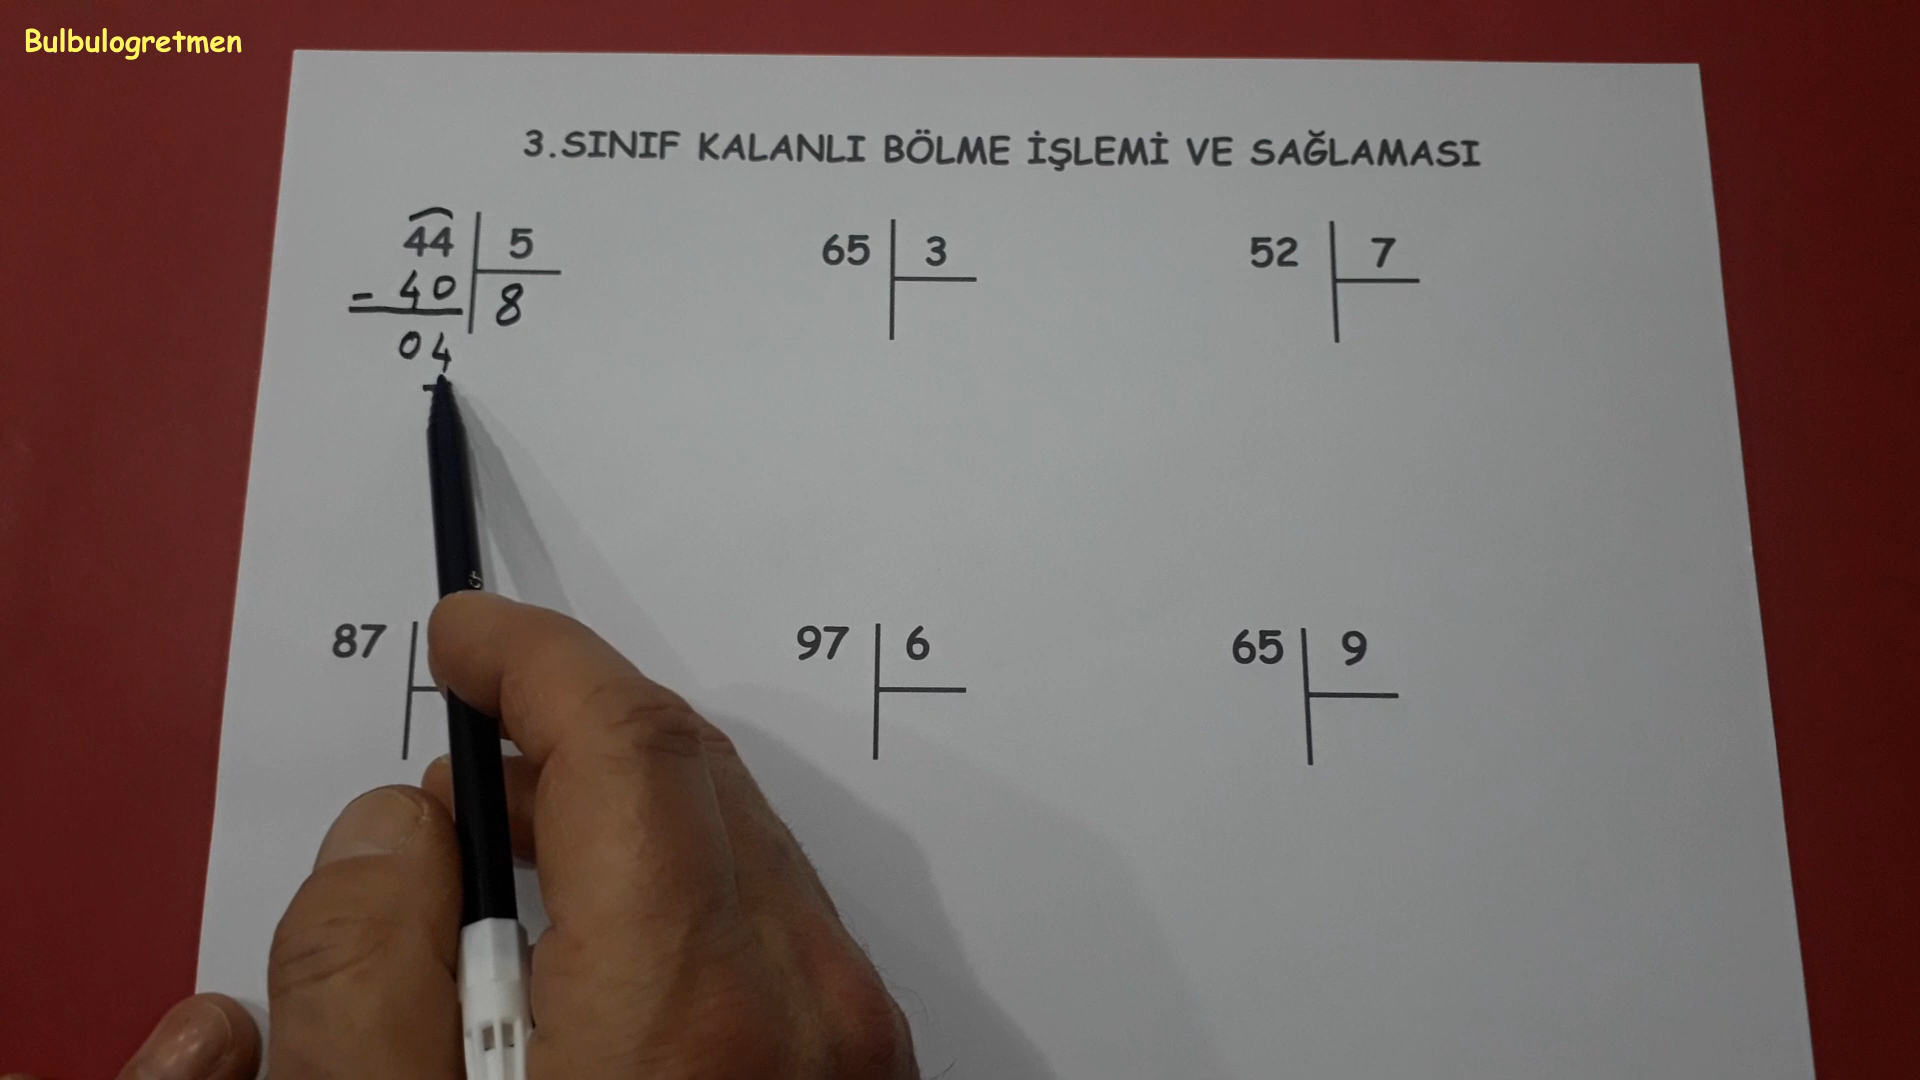 Bulbulogretmen
3.SINIF KALANLI BÖLME İŞLEMİ VE SAĞLAMASI
44 5
- 40 8
04
65 3
52 7
87
97 6
65 9